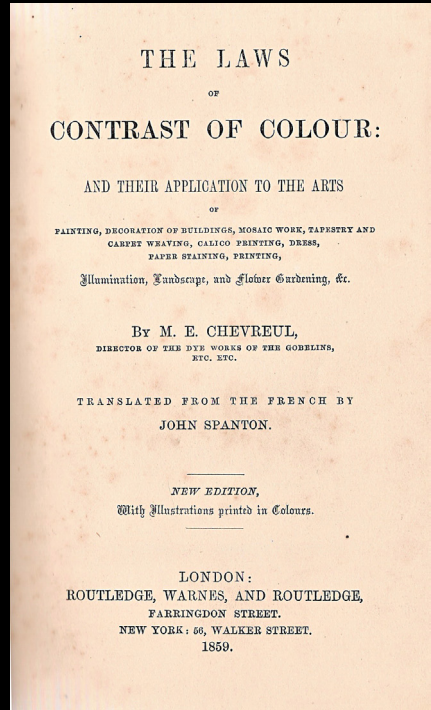 THE LAWS
OF
CONTRAST OF COLOUR:
AND THEIR APPLICATION TO THE ARTS
OF
PAINTING, DECORATION OF BUILDINGS, MOSAIC WORK, TAPESTRY AND
CARPET WEAVING, CALICO PRINTING, DRESS,
PAPER STAINING, PRINTING,
Illumination, Landscape, and Flower Gardening, &c.
BY M. E. CHEVREUL,
DIRECTOR OF THE DYE WORKS OF THE GOBELINS,
ETC. ETC.
TRANSLATED FROM THE FRENCH BY
JOHN SPANTON.
NEW EDITION,
With Illustrations printed in Colours.
LONDON:
ROUTLEDGE, WARNES, AND ROUTLEDGE,
FARRINGDON STREET.
NEW YORK: 56, WALKER STREET.
1859.